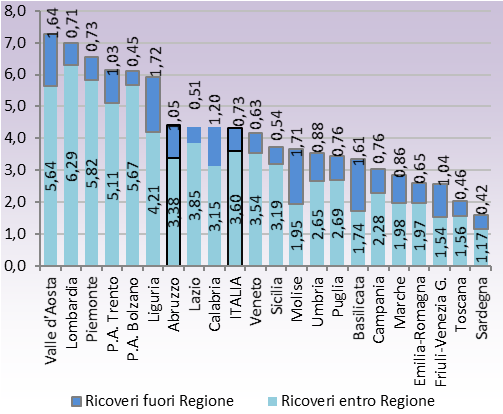 8,0
7,0
6,0
5,0
4,0
3,0
2,0
1,0
0,0
1,64
0,71
0,73
1,03
0,45
1,72
1,05
0,51
1,20
0,73
0,63
0,54
1,71
0,88
0,76
1,61
0,76
0,86
0,65
1,04
0,46
0,42
5,64
6,29
5,82
5,11
5,67
4,21
3,38
3,85
3,15
3,60
3,54
3,19
1,95
2,65
2,69
1,74
2,28
1,98
1,97
1,54
1,56
1,17
Valle d'Aosta
Lombardia
Piemonte
P.A. Trento
P.A. Bolzano
Liguria
Abruzzo
Lazio
Calabria
ITALIA
Veneto
Sicilia
Molise
Umbria
Puglia
Basilicata
Campania
Marche
Emilia-Romagna
Friuli-Venezia G.
Toscana
Sardegna
Ricoveri fuori Regione
Ricoveri entro Regione